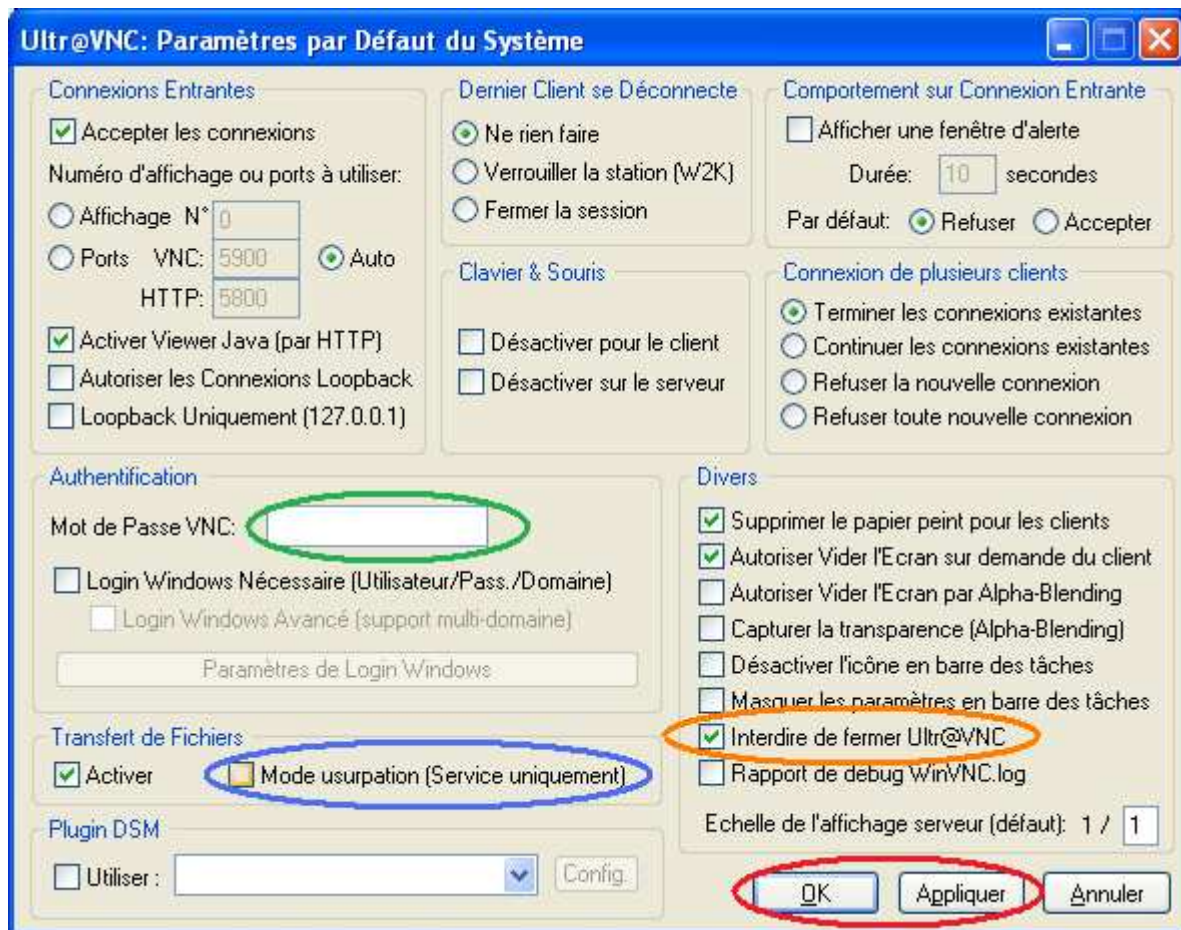 Ultr@VNC: Paramètres par Défaut du Système
Connexions Entrantes
Accepter les connexions
Numéro d'affichage ou ports à utiliser:
Affichage N° 0
Ports VNC: 5900 Auto
HTTP: 5800
Activer Viewer Java (par HTTP)
Autoriser les Connexions Loopback
Loopback Uniquement (127.0.0.1)
Dernier Client se Déconnecte
Ne rien faire
Verrouiller la station (W2K)
Fermer la session
Clavier & Souris
Désactiver pour le client
Désactiver sur le serveur
Comportement sur Connexion Entrante
Afficher une fenêtre d'alerte
Durée: 10 secondes
Par défaut: Refuser Accepter
Connexion de plusieurs clients
Terminer les connexions existantes
Continuer les connexions existantes
Refuser la nouvelle connexion
Refuser toute nouvelle connexion
Authentification
Mot de Passe VNC:
Login Windows Nécessaire (Utilisateur/Pass./Domaine)
Login Windows Avancé (support multi-domaine)
Paramètres de Login Windows
Transfert de Fichiers
Activer Mode usurpation (Service uniquement)
Plugin DSM
Utiliser : Config.
Divers
Supprimer le papier peint pour les clients
Autoriser Vider l'Ecran sur demande du client
Autoriser Vider l'Ecran par Alpha-Blending
Capturer la transparence (Alpha-Blending)
Désactiver l'icône en barre des tâches
Masquer les paramètres en barre des tâches
Interdire de fermer Ultr@VNC
Rapport de debug WinVNC.log
Echelle de l'affichage serveur (défaut): 1 / 1
OK Appliquer Annuler